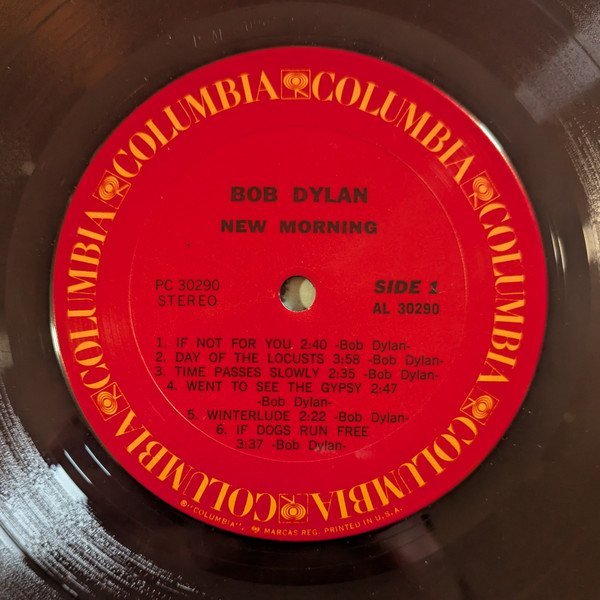 COLUMBIA COLUMBIA COLUMBIA COLUMBIA COLUMBIA COLUMBIA
BOB DYLAN
NEW MORNING
PC 30290
STEREO
SIDE 1
AL 30290
1. IF NOT FOR YOU 2:40 -Bob Dylan-
2. DAY OF THE LOCUSTS 3:58 -Bob Dylan-
3. TIME PASSES SLOWLY 2:35 -Bob Dylan-
4. WENT TO SEE THE GYPSY 2:47
-Bob Dylan-
5. WINTERLUDE 2:22 -Bob Dylan-
6. IF DOGS RUN FREE
3:37 -Bob Dylan-
®"COLUMBIA", MARCAS REG. PRINTED IN U.S.A.